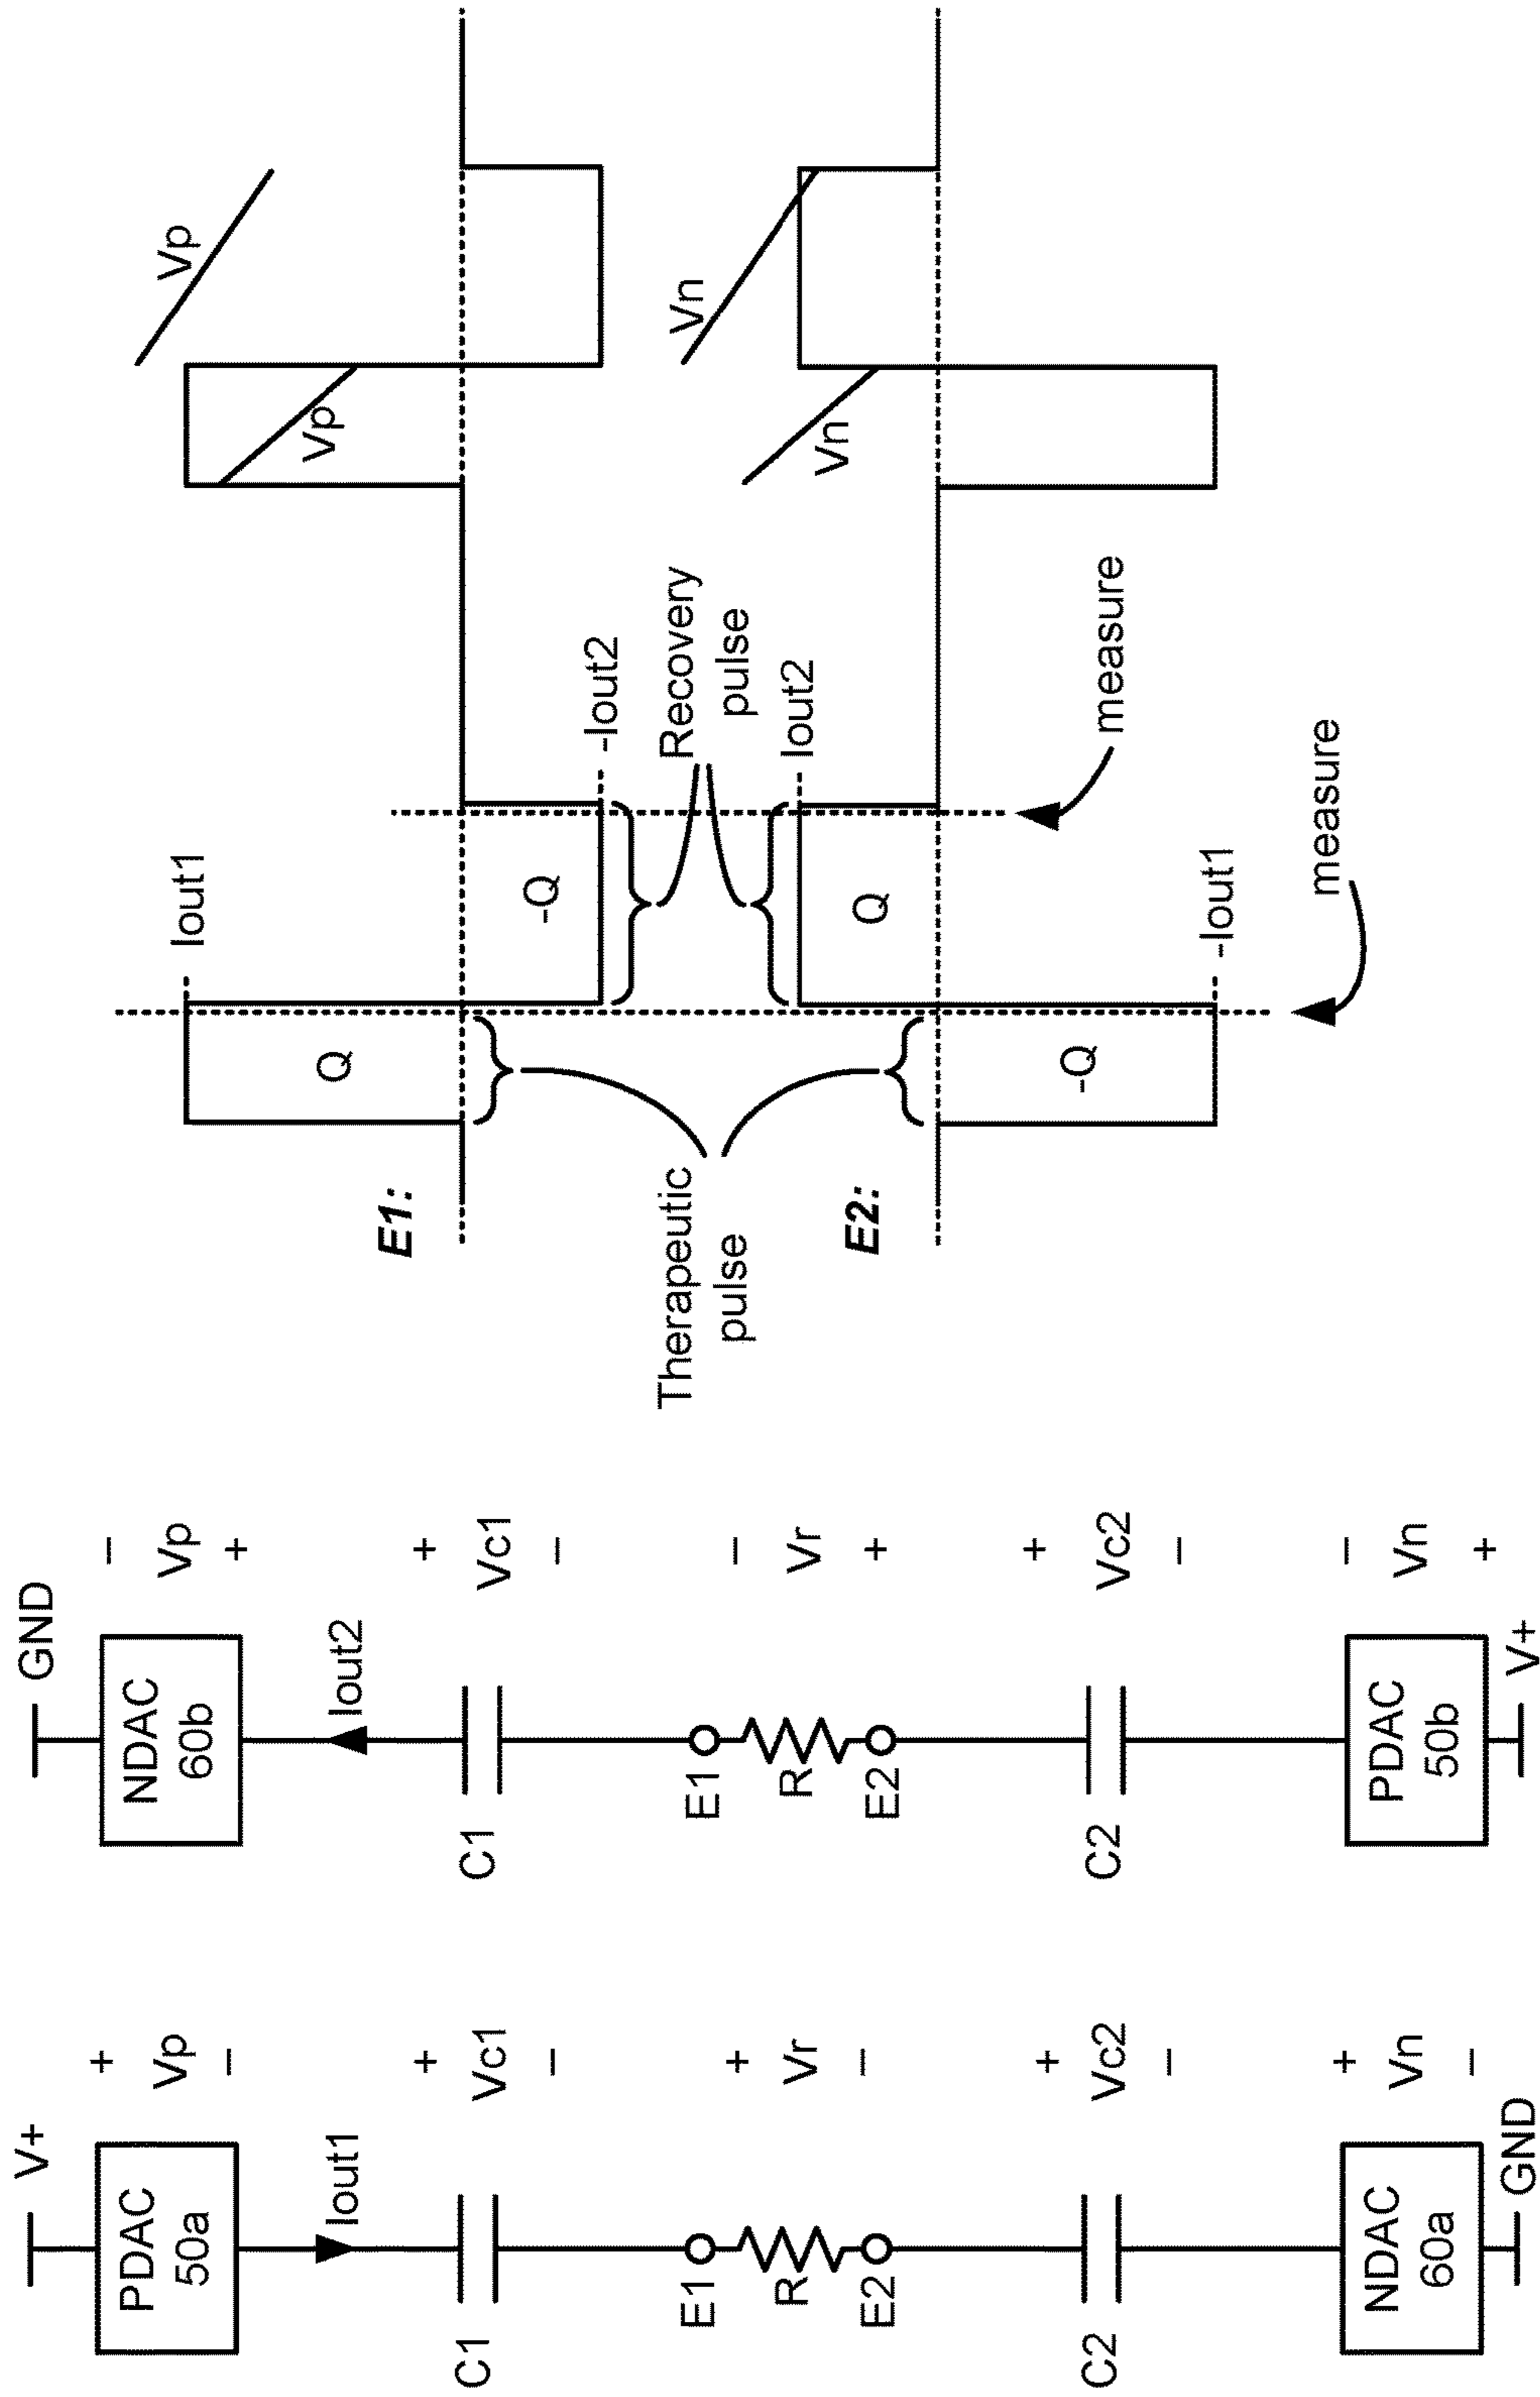 V+
PDAC
50a
Iout1
C1
E1
R
E2
C2
NDAC
60a
GND
+
Vp
−
+
Vc1
−
+
Vr
−
+
Vc2
−
+
Vn
−
GND
NDAC
60b
Iout2
C1
E1
R
E2
C2
PDAC
50b
V+
−
Vp
+
+
Vc1
−
−
Vr
+
+
Vc2
−
−
Vn
+
E1:
Iout1
Q
-Q
-Iout2
Vp
Vp
Therapeutic
pulse
Recovery
pulse
E2:
Iout2
Q
-Q
-Iout1
Vn
Vn
measure
measure